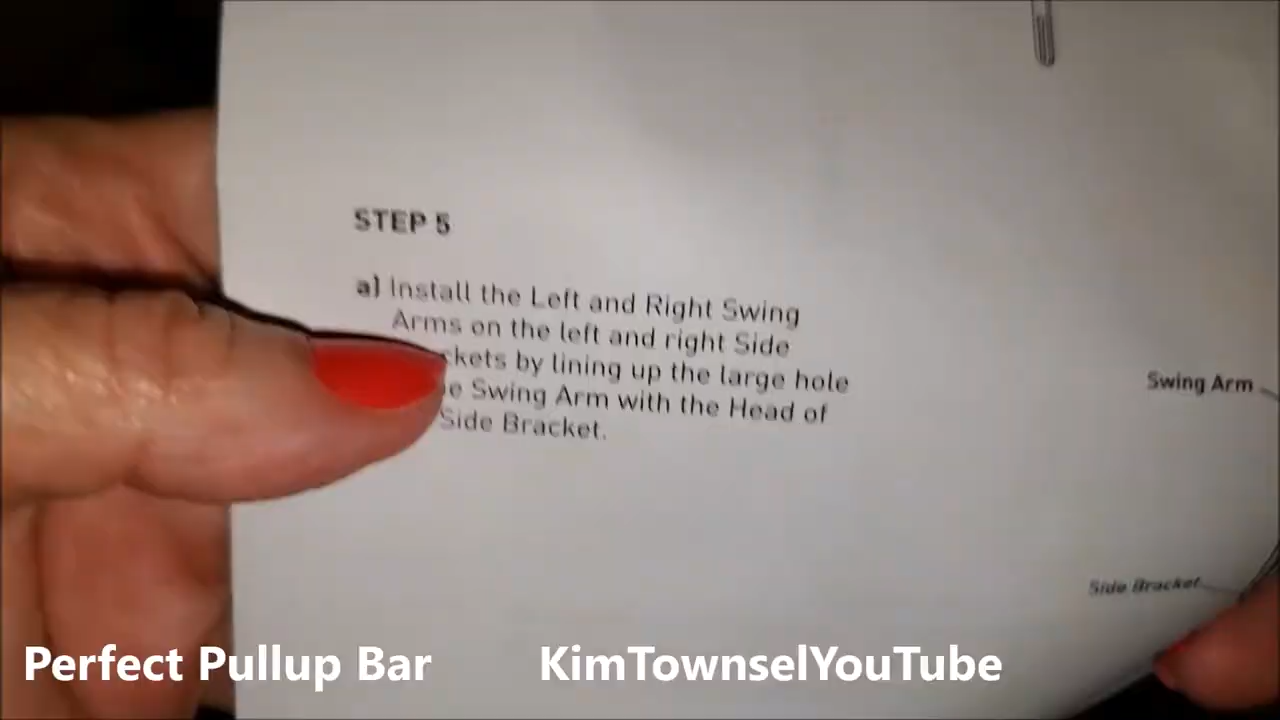 STEP 5
a) Install the Left and Right Swing
Arms on the left and right Side
ckets by lining up the large hole
e Swing Arm with the Head of
Side Bracket.
Swing Arm
Side Bracket
Perfect Pullup Bar
KimTownselYouTube